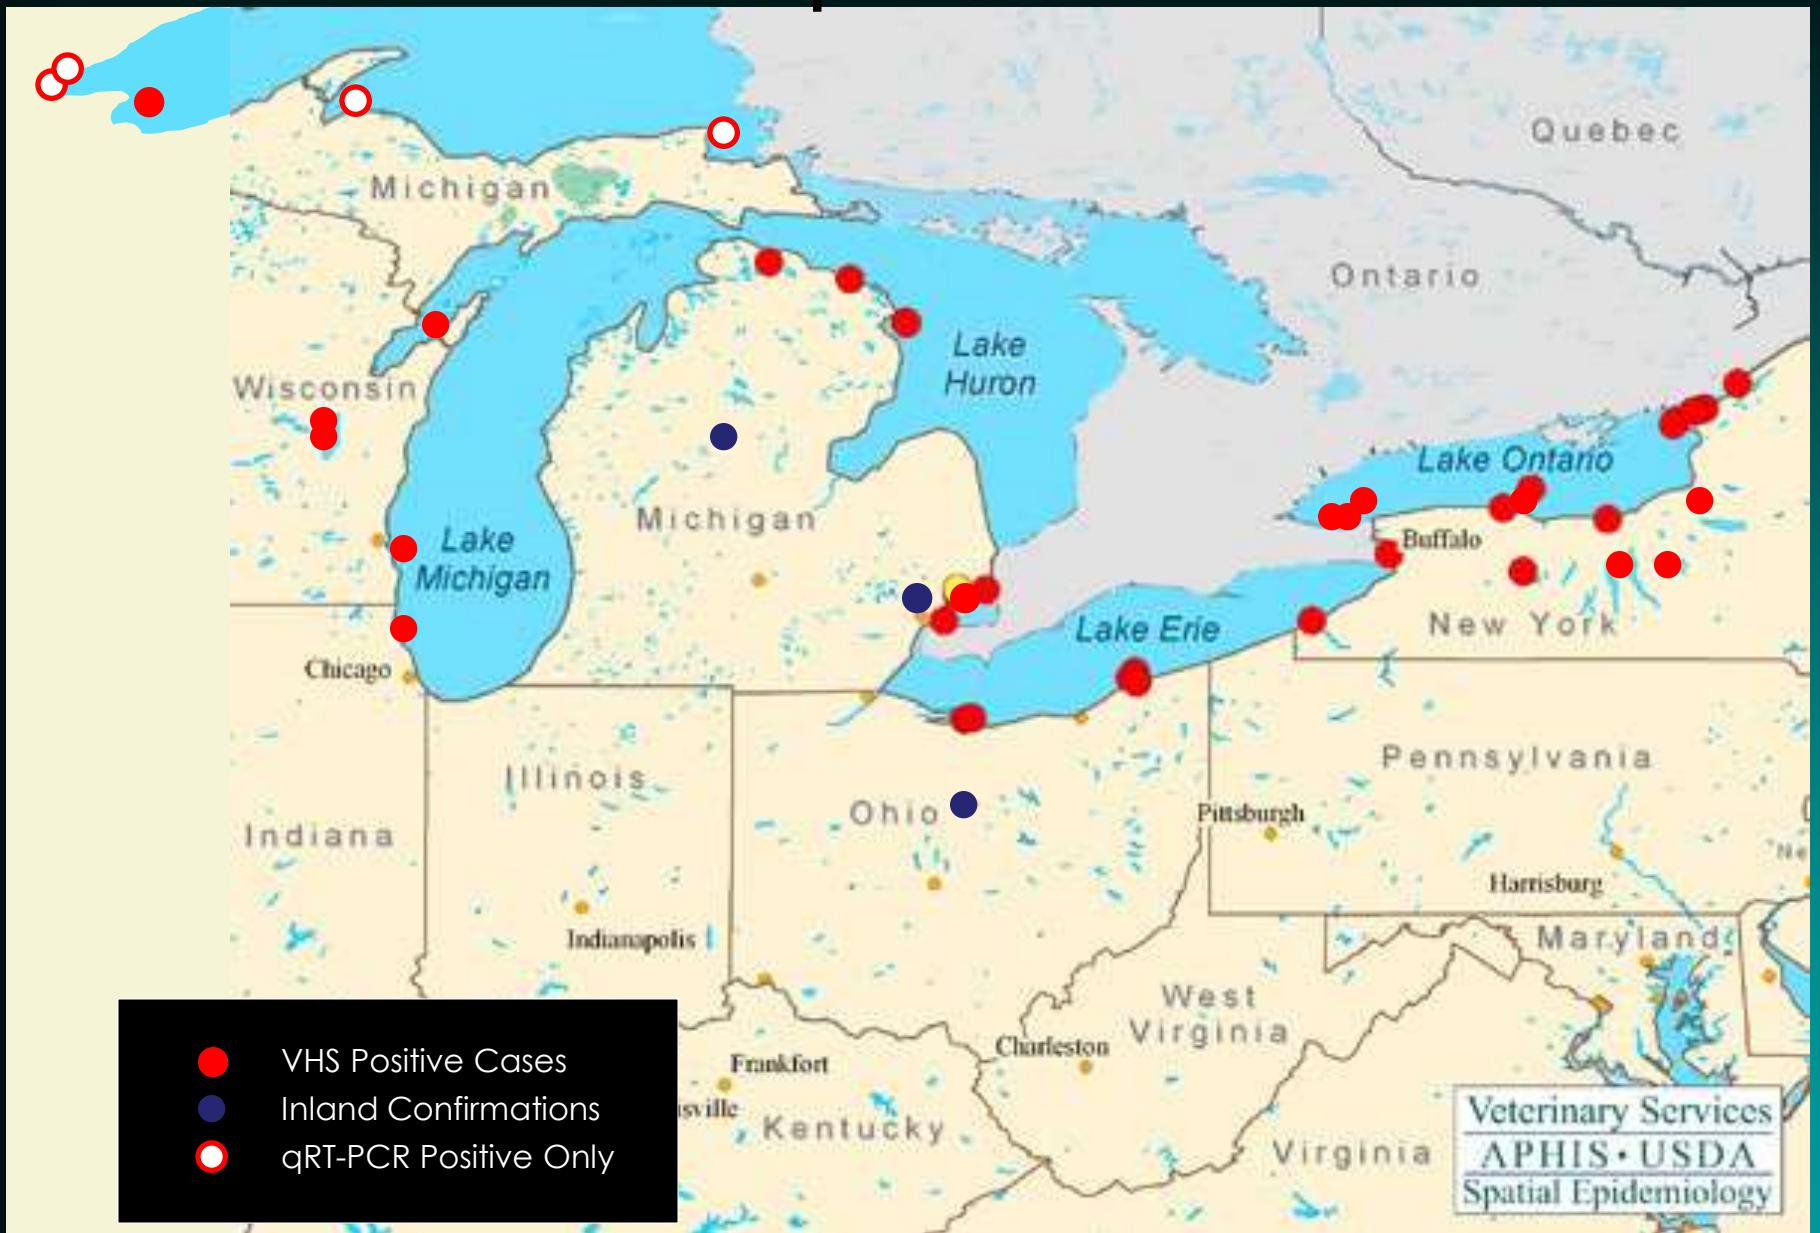 Quebec
Michigan
Ontario
Lake
Huron
Wisconsin
Lake Ontario
Michigan
Lake
Michigan
Buffalo
New York
Lake Erie
Chicago
Pennsylvania
Illinois
Ohio
Pittsburgh
Indiana
Harrisburg
Indianapolis
Maryland
West
Virginia
Charleston
Frankfort
Kentucky
Virginia
VHS Positive Cases
Inland Confirmations
qRT-PCR Positive Only
Veterinary Services
APHIS • USDA
Spatial Epidemiology